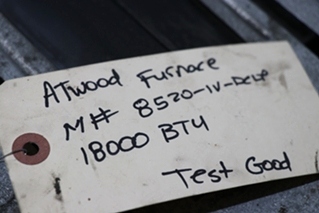 Atwood Furnace
M# 8520-IV-DCLP
18000 BTU
Test Good